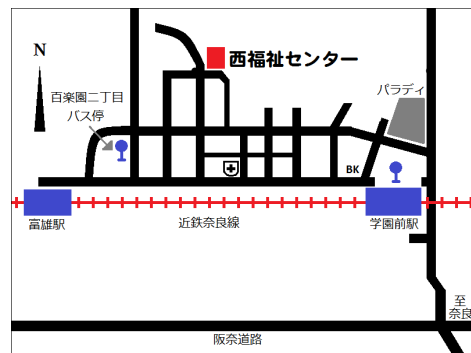 N
西福祉センター
百楽園二丁目
バス停
パラディ
BK
富雄駅
近鉄奈良線
学園前駅
至
奈良
阪奈道路